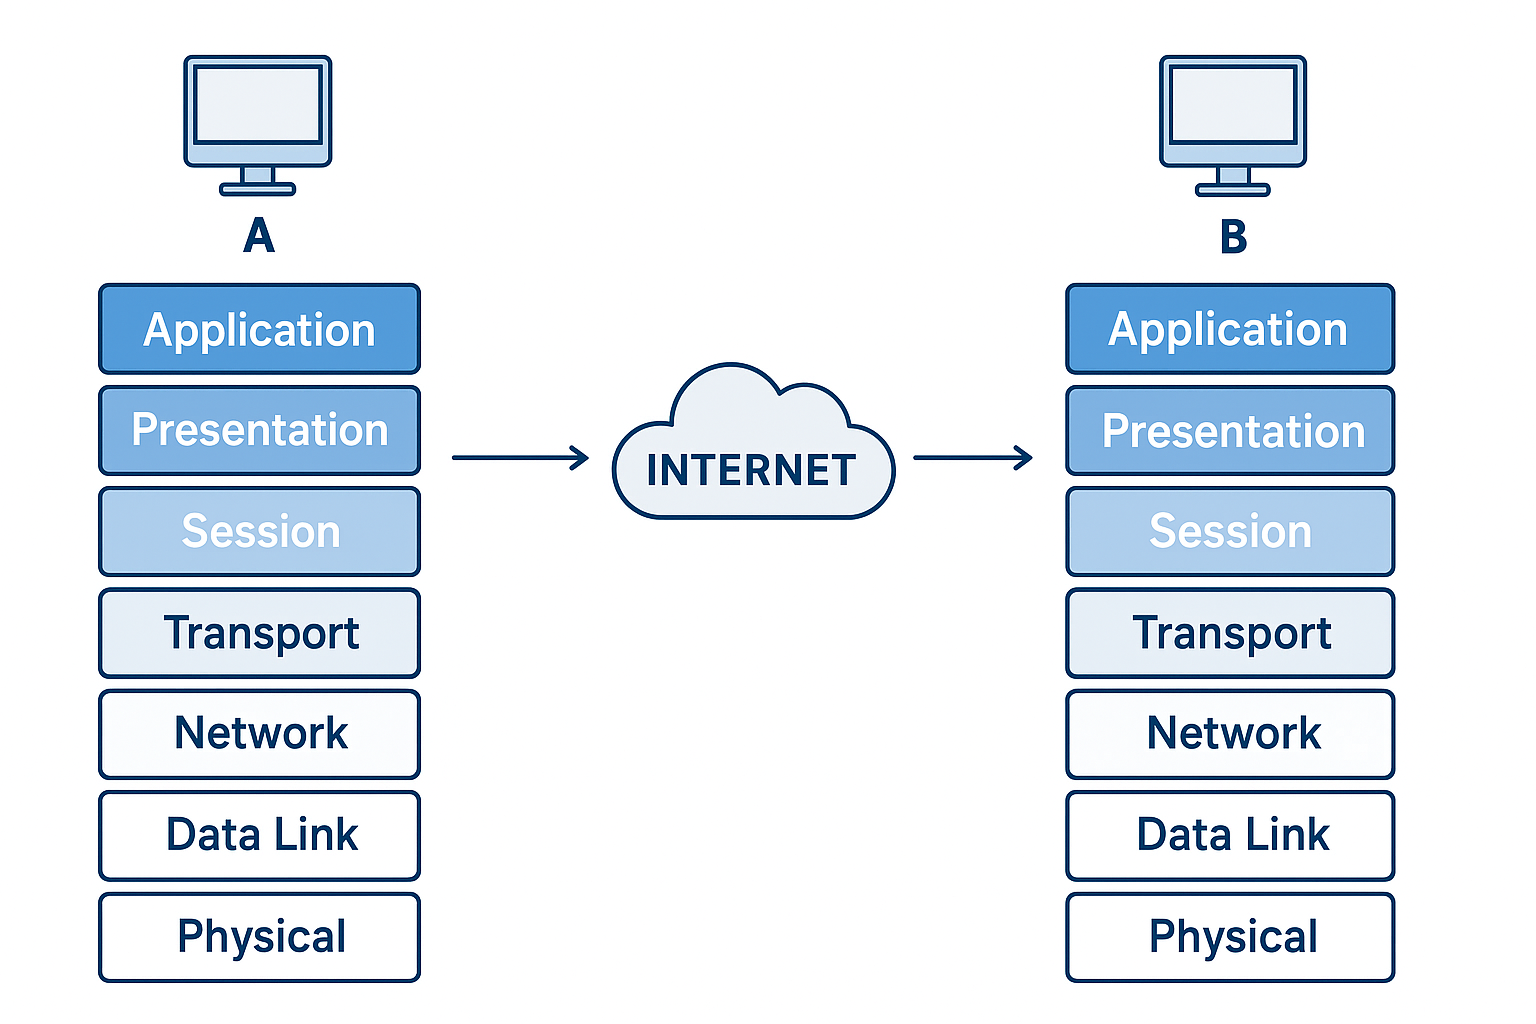 A
Application
Presentation
Session
Transport
Network
Data Link
Physical
INTERNET
B
Application
Presentation
Session
Transport
Network
Data Link
Physical